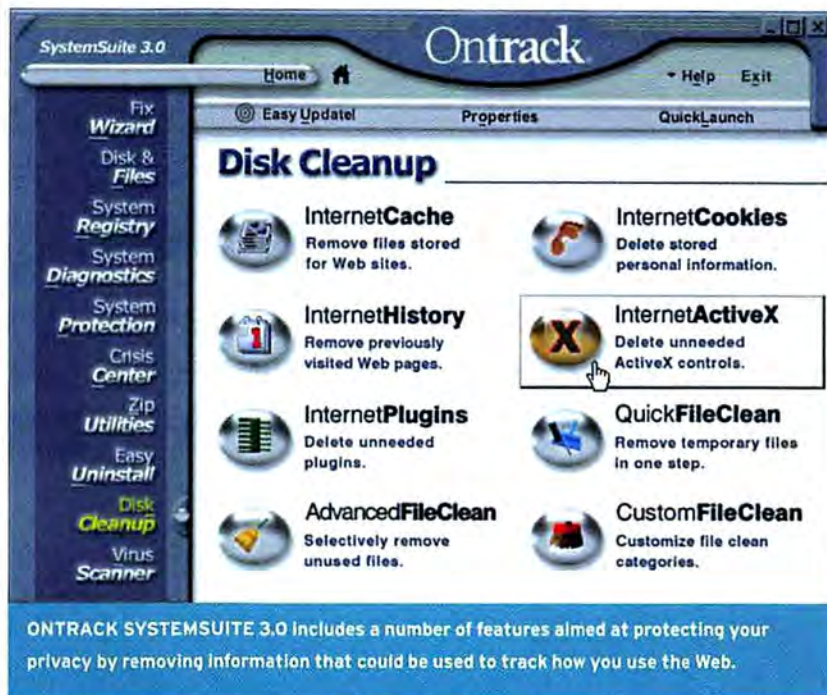 SystemSuite 3.0
Ontrack
Home
Help Exit
Easy Update!
Properties
QuickLaunch
Fix
Wizard
Disk &
Files
System
Registry
System
Diagnostics
System
Protection
Crisis
Center
Zip
Utilities
Easy
Uninstall
Disk
Cleanup
Virus
Scanner
Disk Cleanup
InternetCache
Remove files stored
for Web sites.
InternetCookies
Delete stored
personal information.
InternetHistory
Remove previously
visited Web pages.
InternetActiveX
Delete unneeded
ActiveX controls.
InternetPlugins
Delete unneeded
plugins.
QuickFileClean
Remove temporary files
in one step.
AdvancedFileClean
Selectively remove
unused files.
CustomFileClean
Customize file clean
categories.
ONTRACK SYSTEMSUITE 3.0 includes a number of features aimed at protecting your
privacy by removing information that could be used to track how you use the Web.